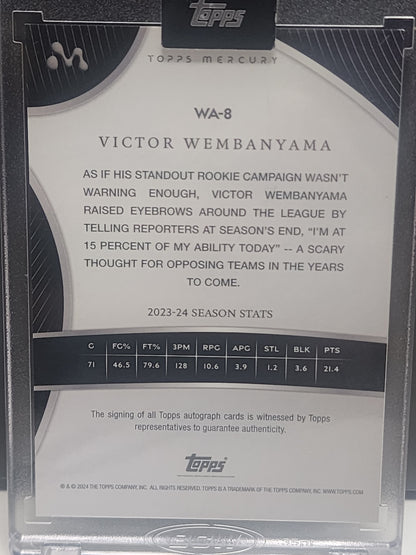 Topps
TOPPS MERCURY
WA-8
VICTOR WEMBANYAMA
AS IF HIS STANDOUT ROOKIE CAMPAIGN WASN'T
WARNING ENOUGH, VICTOR WEMBANYAMA
RAISED EYEBROWS AROUND THE LEAGUE BY
TELLING REPORTERS AT SEASON'S END, "I'M AT
15 PERCENT OF MY ABILITY TODAY" -- A SCARY
THOUGHT FOR OPPOSING TEAMS IN THE YEARS
TO COME.
2023-24 SEASON STATS
G FG% FT% 3PM RPG APG STL BLK PTS
71 46.5 79.6 128 10.6 3.9 1.2 3.6 21.4
The signing of all Topps autograph cards is witnessed by Topps
representatives to guarantee authenticity.
Topps
® & © 2024 THE TOPPS COMPANY, INC. ALL RIGHTS RESERVED. TOPPS IS A TRADEMARK OF THE TOPPS COMPANY, INC. WWW.TOPPS.COM